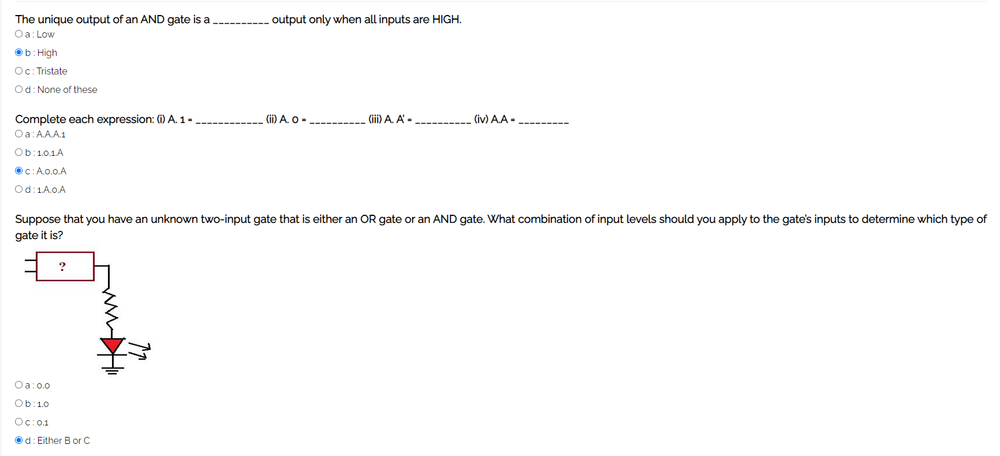 The unique output of an AND gate is a __________ output only when all inputs are HIGH.
a : Low
b : High
c : Tristate
d : None of these
Complete each expression: (i) A. 1 = ____________ (ii) A. 0 = __________ (iii) A. A' = __________ (iv) A.A = _________
a : A,A,A,1
b : 1,0,1,A
c : A,0,0,A
d : 1,A,0,A
Suppose that you have an unknown two-input gate that is either an OR gate or an AND gate. What combination of input levels should you apply to the gate's inputs to determine which type of
gate it is?
?
a : 0,0
b : 1,0
c : 0,1
d : Either B or C